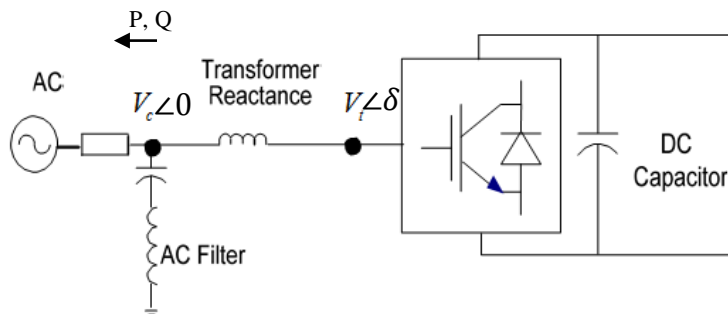 P, Q
AC
Transformer
Reactance
V_c∠0
V_t∠δ
DC
Capacitor
AC Filter